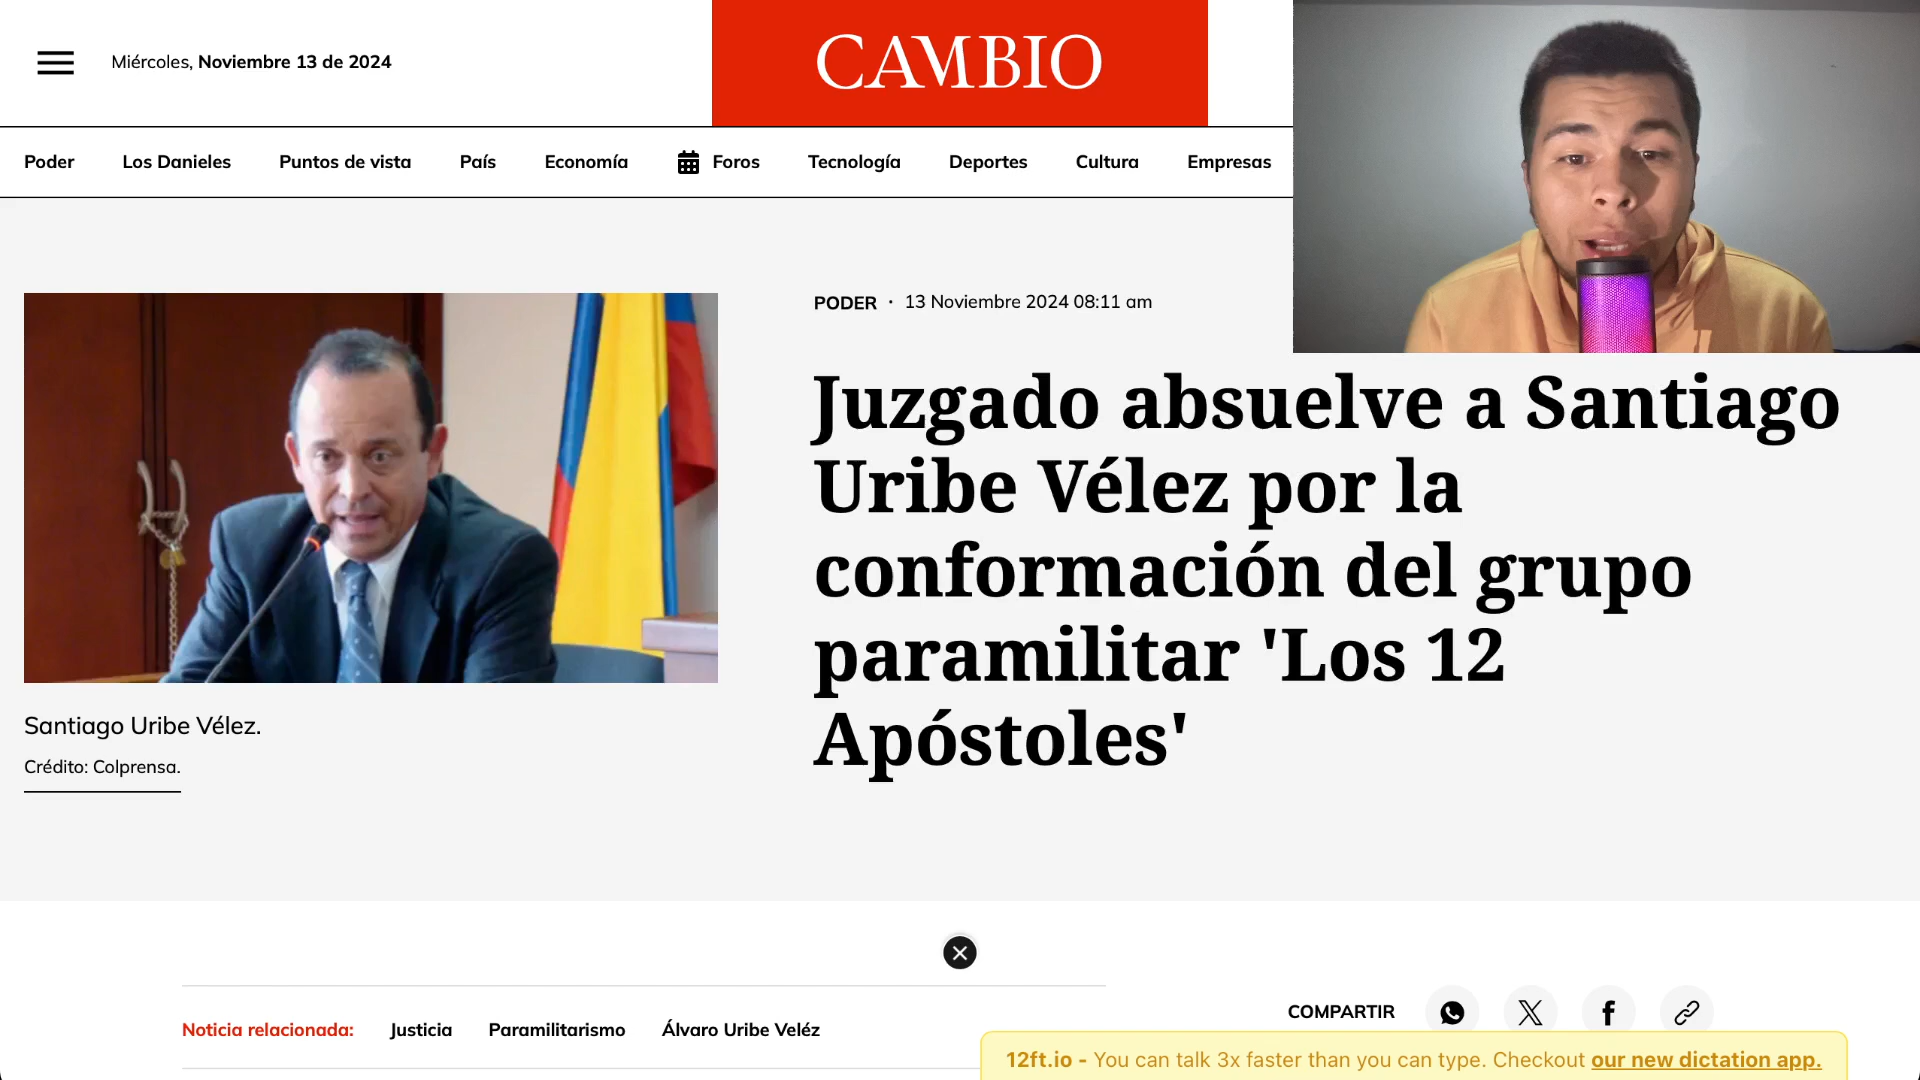 Miércoles, Noviembre 13 de 2024
CAMBIO
Poder Los Danieles Puntos de vista País Economía Foros Tecnología Deportes Cultura Empresas
PODER · 13 Noviembre 2024 08:11 am
Juzgado absuelve a Santiago
Uribe Vélez por la
conformación del grupo
paramilitar 'Los 12
Apóstoles'
Santiago Uribe Vélez.
Crédito: Colprensa.
Noticia relacionada: Justicia Paramilitarismo Álvaro Uribe Veléz
COMPARTIR
12ft.io - You can talk 3x faster than you can type. Checkout our new dictation app.